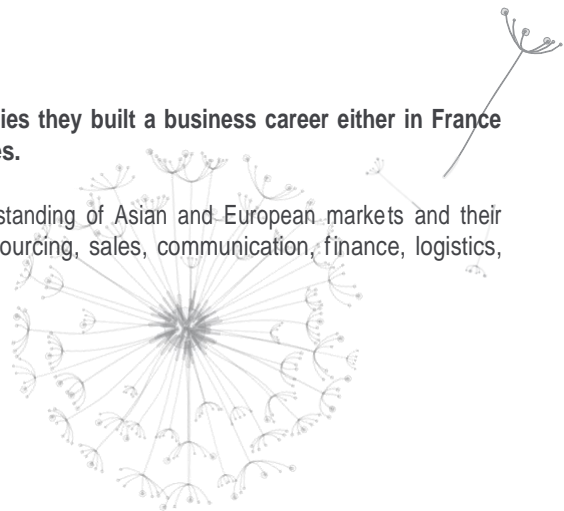 ies they built a business career either in France
es.
standing of Asian and European markets and their
ourcing, sales, communication, finance, logistics,